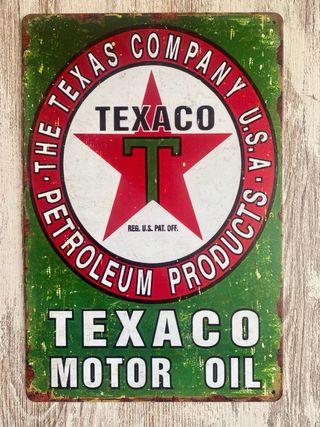 THE TEXAS COMPANY U.S.A.
TEXACO
T
REG. U.S. PAT. OFF.
PETROLEUM PRODUCTS
TEXACO
MOTOR OIL